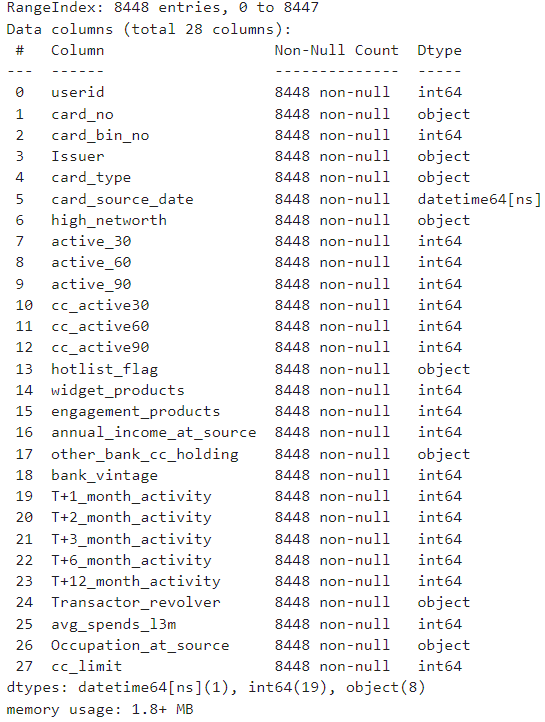 RangeIndex: 8448 entries, 0 to 8447
Data columns (total 28 columns):
 #   Column                   Non-Null Count  Dtype
---  ------                   --------------  -----
 0   userid                   8448 non-null   int64
 1   card_no                  8448 non-null   object
 2   card_bin_no              8448 non-null   int64
 3   Issuer                   8448 non-null   object
 4   card_type                8448 non-null   object
 5   card_source_date         8448 non-null   datetime64[ns]
 6   high_networth            8448 non-null   object
 7   active_30                8448 non-null   int64
 8   active_60                8448 non-null   int64
 9   active_90                8448 non-null   int64
 10  cc_active30              8448 non-null   int64
 11  cc_active60              8448 non-null   int64
 12  cc_active90              8448 non-null   int64
 13  hotlist_flag             8448 non-null   object
 14  widget_products          8448 non-null   int64
 15  engagement_products      8448 non-null   int64
 16  annual_income_at_source  8448 non-null   int64
 17  other_bank_cc_holding    8448 non-null   object
 18  bank_vintage             8448 non-null   int64
 19  T+1_month_activity       8448 non-null   int64
 20  T+2_month_activity       8448 non-null   int64
 21  T+3_month_activity       8448 non-null   int64
 22  T+6_month_activity       8448 non-null   int64
 23  T+12_month_activity      8448 non-null   int64
 24  Transactor_revolver      8448 non-null   object
 25  avg_spends_l3m           8448 non-null   int64
 26  Occupation_at_source     8448 non-null   object
 27  cc_limit                 8448 non-null   int64
dtypes: datetime64[ns](1), int64(19), object(8)
memory usage: 1.8+ MB